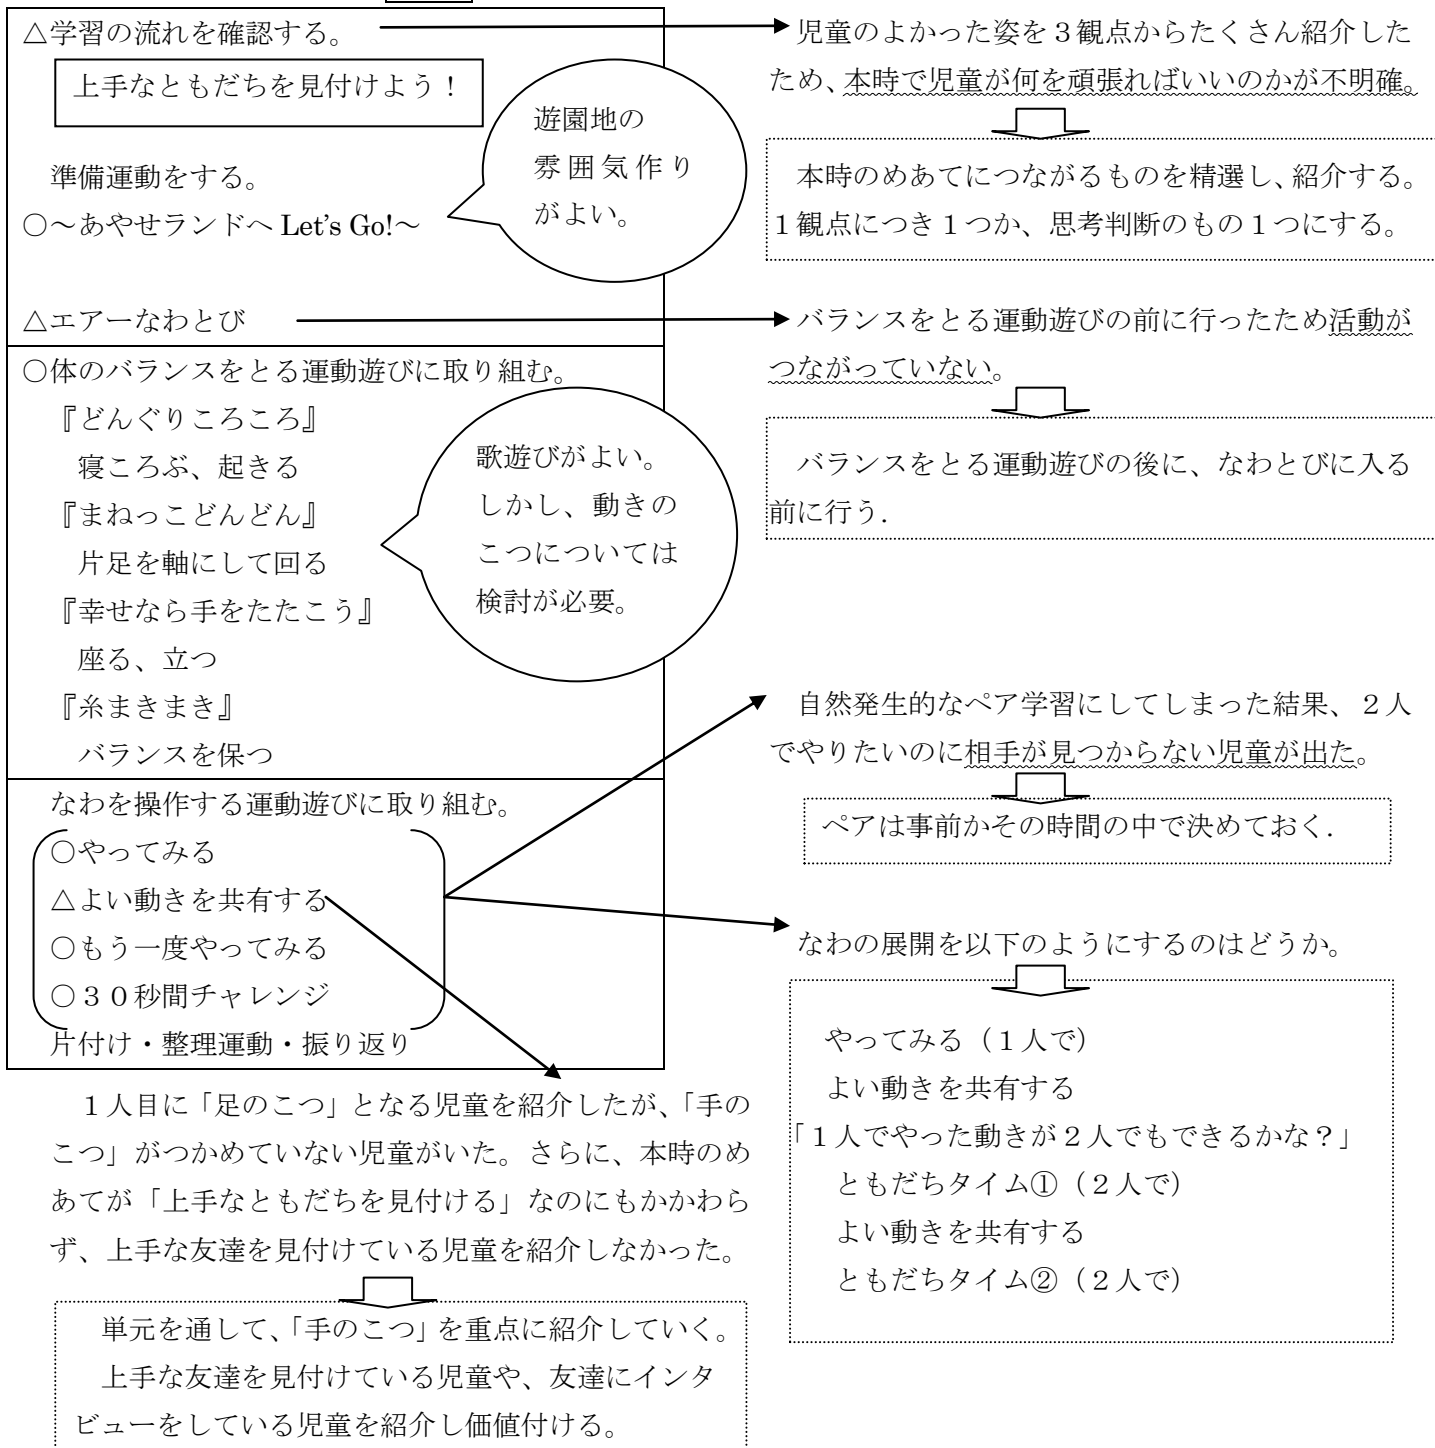 △学習の流れを確認する。
上手なともだちを見付けよう！
準備運動をする。
○～あやせランドへ Let's Go!～
遊園地の
雰囲気作り
がよい。
△エアーなわとび
○体のバランスをとる運動遊びに取り組む。
『どんぐりころころ』
寝ころぶ、起きる
『まねっこどんどん』
片足を軸にして回る
『幸せなら手をたたこう』
座る、立つ
『糸まきまき』
バランスを保つ
歌遊びがよい。
しかし、動きの
こつについては
検討が必要。
なわを操作する運動遊びに取り組む。
○やってみる
△よい動きを共有する
○もう一度やってみる
○３０秒間チャレンジ
片付け・整理運動・振り返り
児童のよかった姿を３観点からたくさん紹介した
ため、本時で児童が何を頑張ればいいのかが不明確。
本時のめあてにつながるものを精選し、紹介する。
１観点につき１つか、思考判断のもの１つにする。
バランスをとる運動遊びの前に行ったため活動が
つながっていない。
バランスをとる運動遊びの後に、なわとびに入る
前に行う.
自然発生的なペア学習にしてしまった結果、２人
でやりたいのに相手が見つからない児童が出た。
ペアは事前かその時間の中で決めておく.
なわの展開を以下のようにするのはどうか。
やってみる（１人で）
よい動きを共有する
「１人でやった動きが２人でもできるかな？」
ともだちタイム①（２人で）
よい動きを共有する
ともだちタイム②（２人で）
１人目に「足のこつ」となる児童を紹介したが、「手の
こつ」がつかめていない児童がいた。さらに、本時のめ
あてが「上手なともだちを見付ける」なのにもかかわら
ず、上手な友達を見付けている児童を紹介しなかった。
単元を通して、「手のこつ」を重点に紹介していく。
上手な友達を見付けている児童や、友達にインタ
ビューをしている児童を紹介し価値付ける。